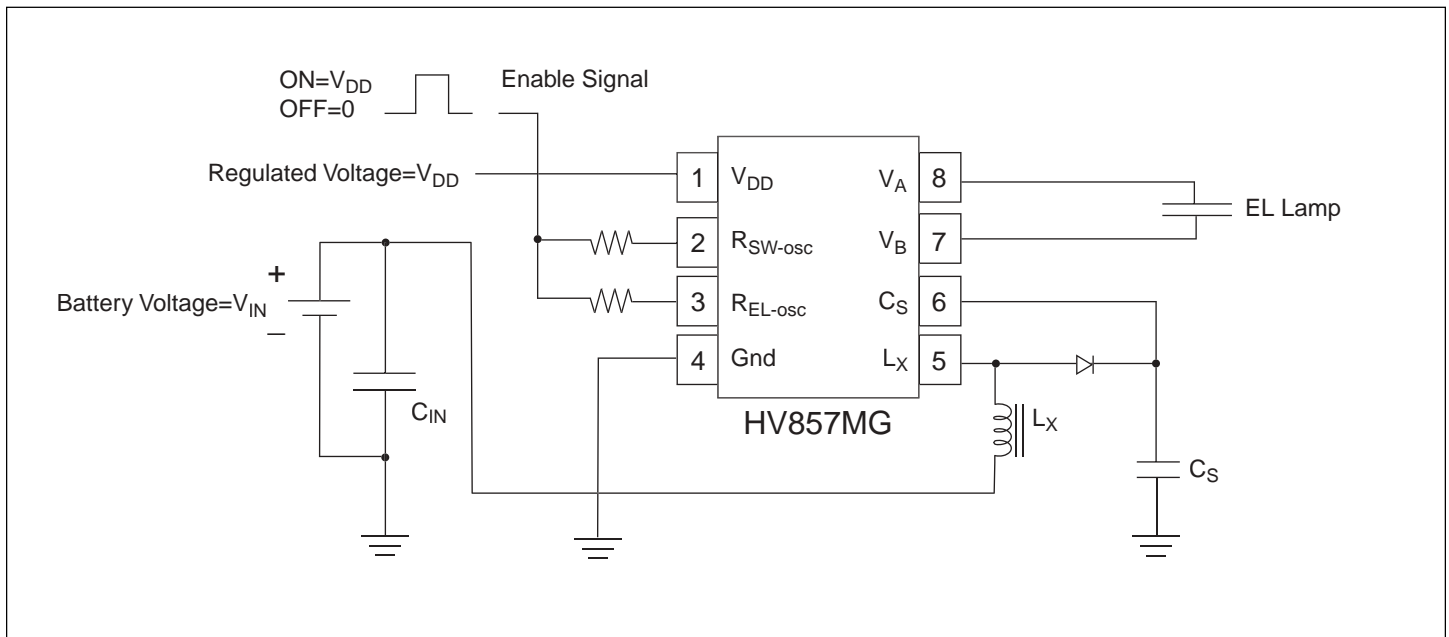 ON=VDD
OFF=0
Enable Signal
Regulated Voltage=VDD
1
VDD
VA
8
EL Lamp
2
RSW-osc
VB
7
+
Battery Voltage=VIN
–
3
REL-osc
CS
6
4
Gnd
LX
5
CIN
HV857MG
LX
CS